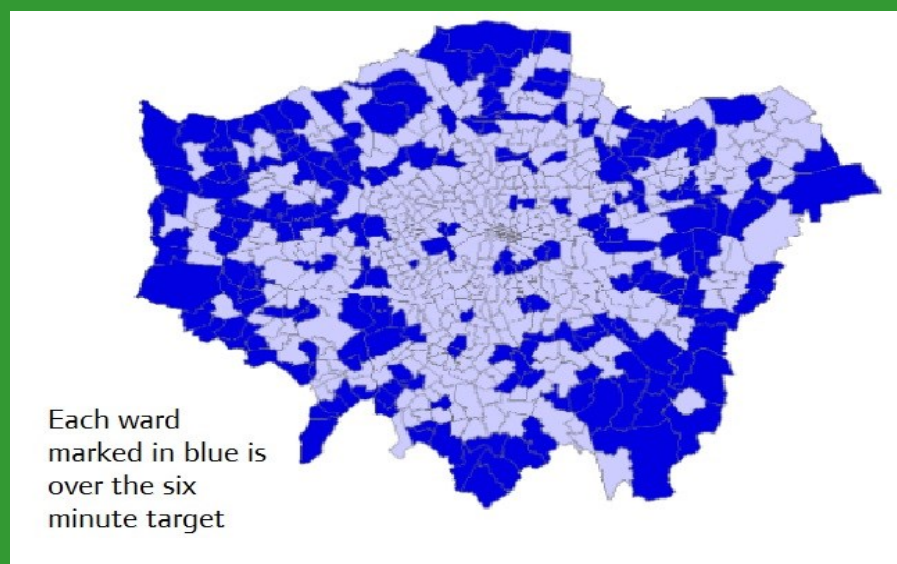 Each ward
marked in blue is
over the six
minute target